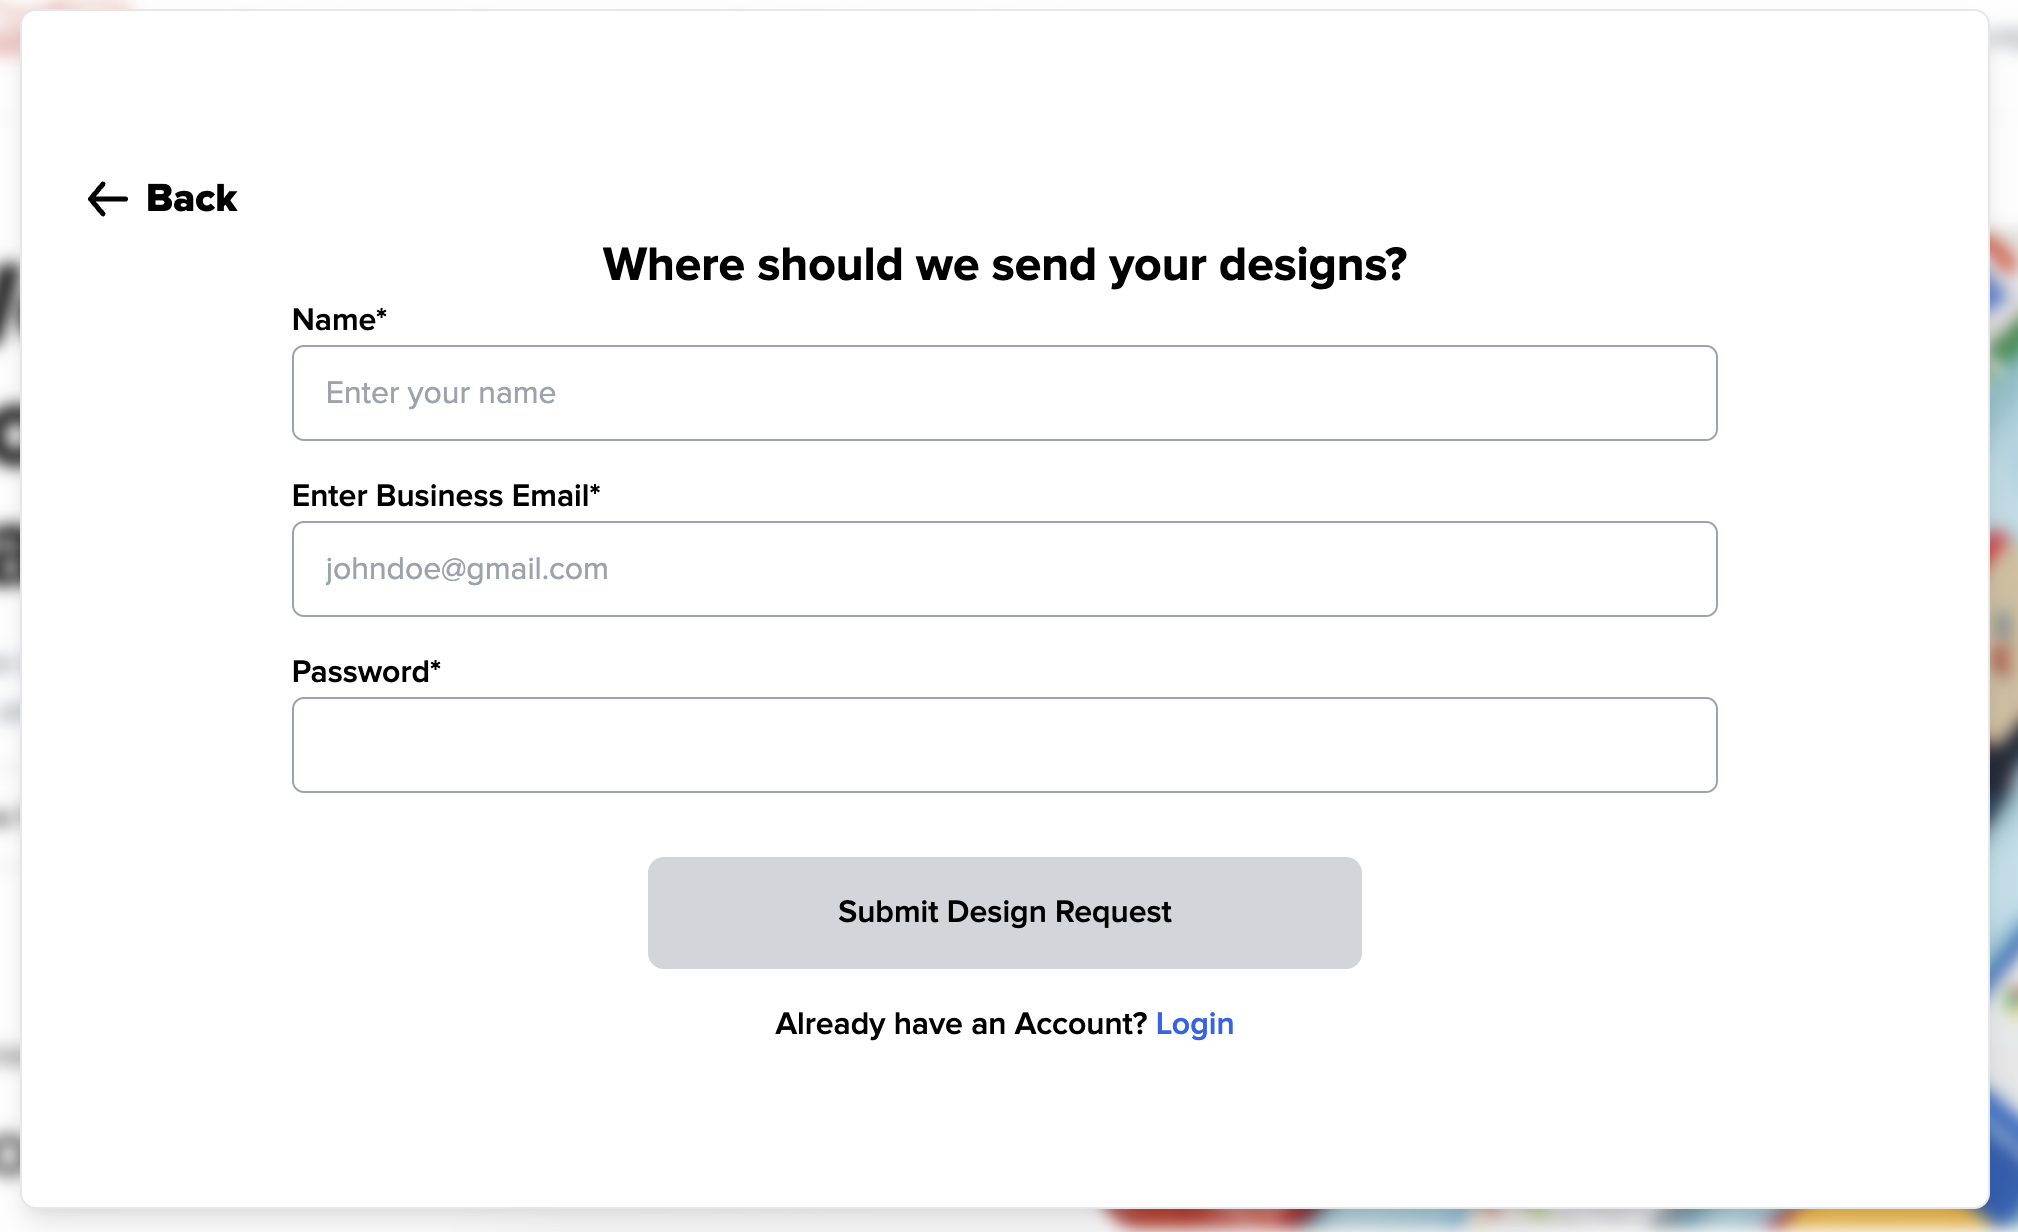 Back
Where should we send your designs?
Name*
Enter your name
Enter Business Email*
johndoe@gmail.com
Password*
Submit Design Request
Already have an Account? Login